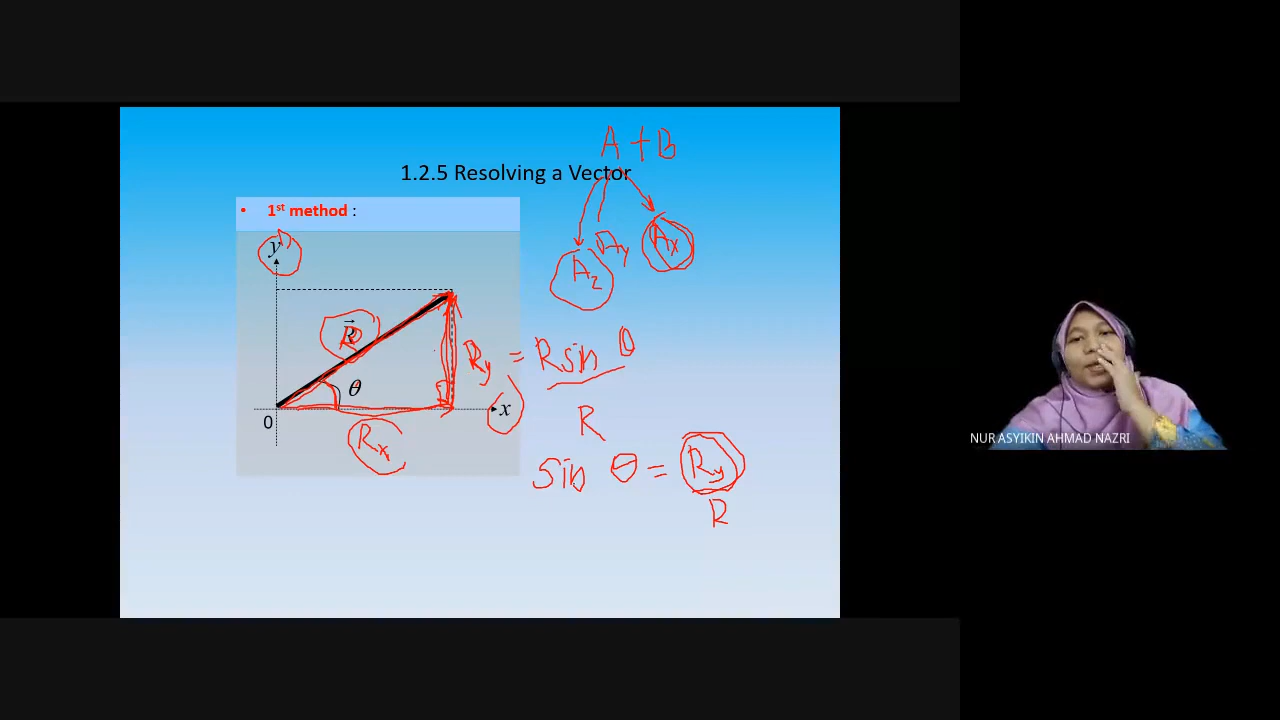 A + B
1.2.5 Resolving a Vector
• 1st method :
y
Ay
Ax
Az
R
Ry = Rsin θ
θ
0
x
R
Rx
sin θ = Ry
R
NUR ASYIKIN AHMAD NAZRI